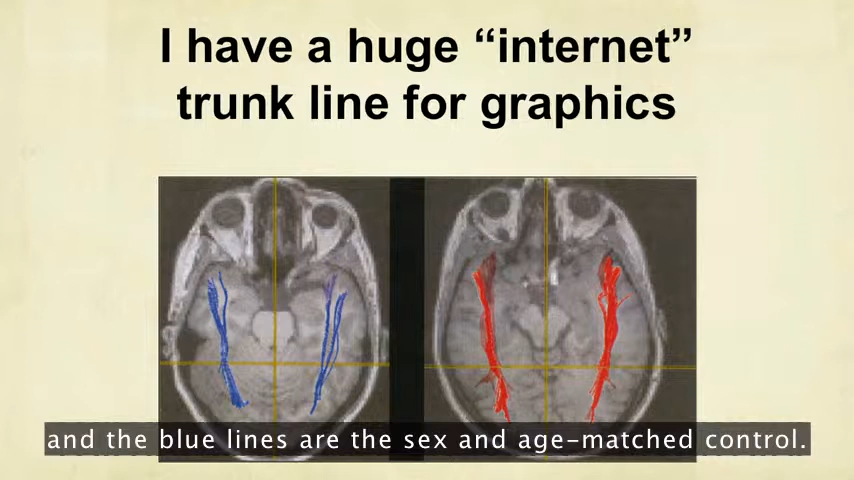 I have a huge “internet”
trunk line for graphics
and the blue lines are the sex and age-matched control.